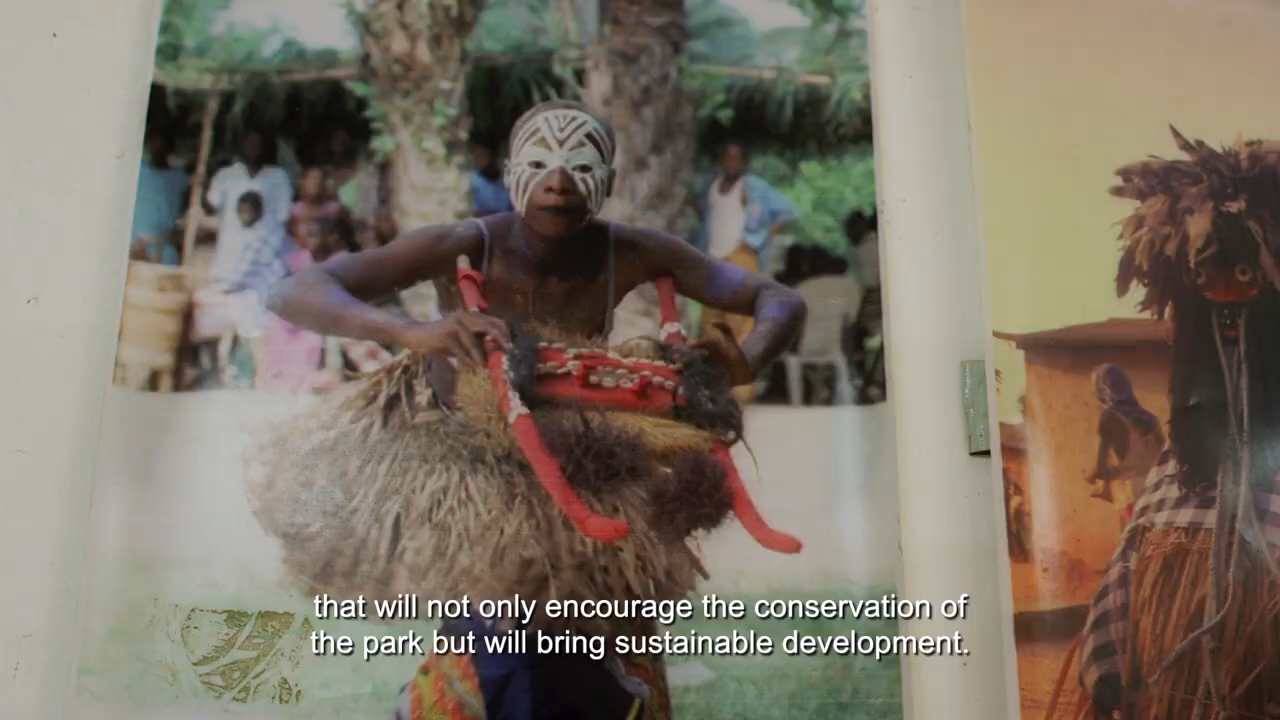 that will not only encourage the conservation of
the park but will bring sustainable development.